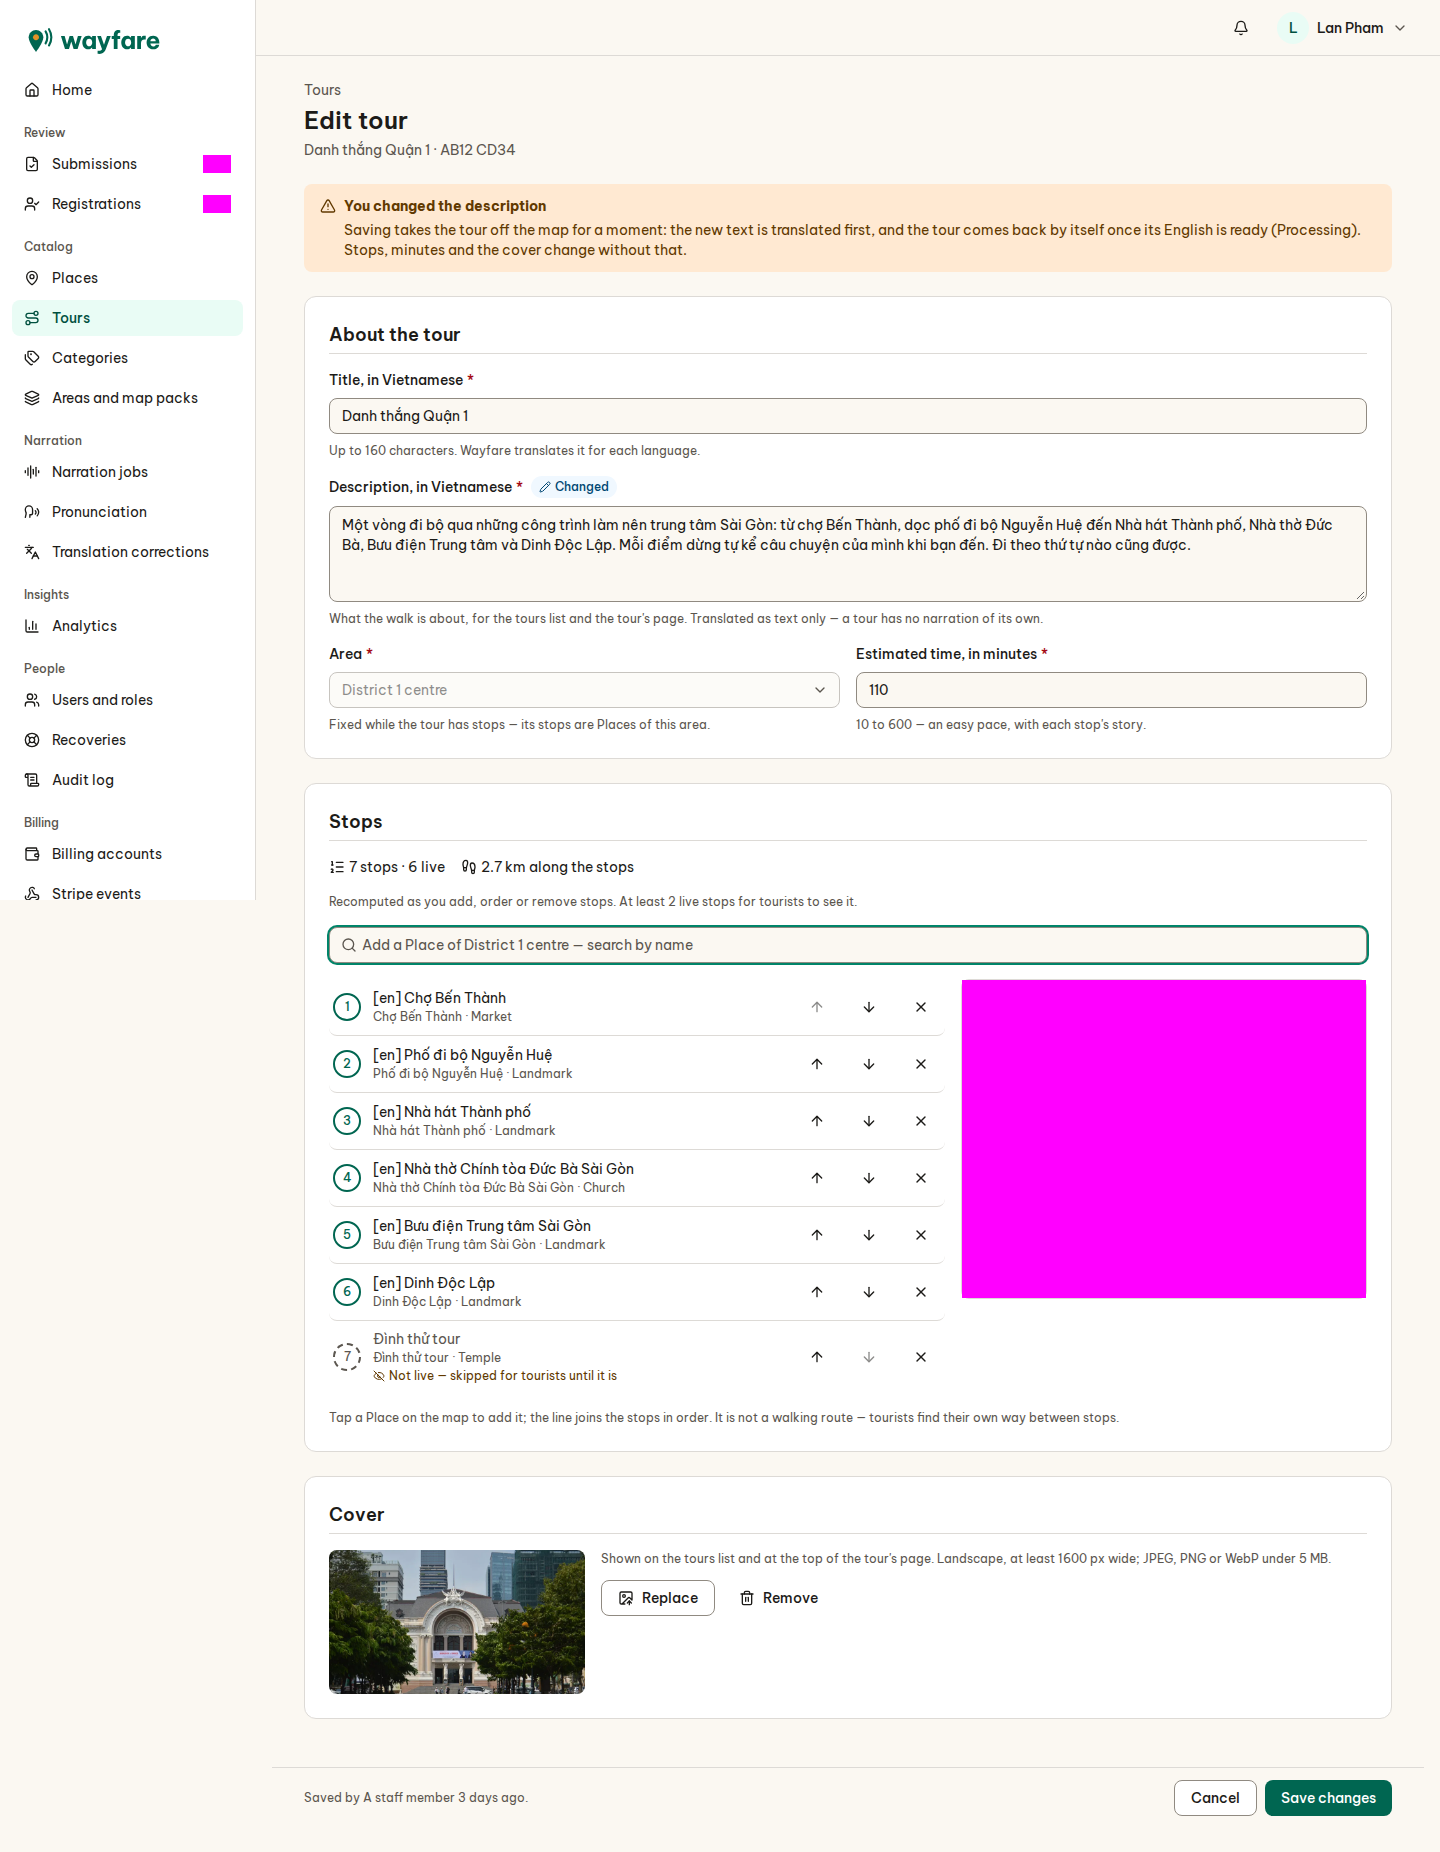 wayfare
L
Lan Pham
Home
Review
Submissions
Registrations
Catalog
Places
Tours
Categories
Areas and map packs
Narration
Narration jobs
Pronunciation
Translation corrections
Insights
Analytics
People
Users and roles
Recoveries
Audit log
Billing
Billing accounts
Stripe events
Tours
Edit tour
Danh thắng Quận 1 · AB12 CD34
You changed the description
Saving takes the tour off the map for a moment: the new text is translated first, and the tour comes back by itself once its English is ready (Processing).
Stops, minutes and the cover change without that.
About the tour
Title, in Vietnamese *
Danh thắng Quận 1
Up to 160 characters. Wayfare translates it for each language.
Description, in Vietnamese * Changed
Một vòng đi bộ qua những công trình làm nên trung tâm Sài Gòn: từ chợ Bến Thành, dọc phố đi bộ Nguyễn Huệ đến Nhà hát Thành phố, Nhà thờ Đức
Bà, Bưu điện Trung tâm và Dinh Độc Lập. Mỗi điểm dừng tự kể câu chuyện của mình khi bạn đến. Đi theo thứ tự nào cũng được.
What the walk is about, for the tours list and the tour's page. Translated as text only — a tour has no narration of its own.
Area *
District 1 centre
Fixed while the tour has stops — its stops are Places of this area.
Estimated time, in minutes *
110
10 to 600 — an easy pace, with each stop's story.
Stops
7 stops · 6 live 2.7 km along the stops
Recomputed as you add, order or remove stops. At least 2 live stops for tourists to see it.
Add a Place of District 1 centre — search by name
1
[en] Chợ Bến Thành
Chợ Bến Thành · Market
2
[en] Phố đi bộ Nguyễn Huệ
Phố đi bộ Nguyễn Huệ · Landmark
3
[en] Nhà hát Thành phố
Nhà hát Thành phố · Landmark
4
[en] Nhà thờ Chính tòa Đức Bà Sài Gòn
Nhà thờ Chính tòa Đức Bà Sài Gòn · Church
5
[en] Bưu điện Trung tâm Sài Gòn
Bưu điện Trung tâm Sài Gòn · Landmark
6
[en] Dinh Độc Lập
Dinh Độc Lập · Landmark
7
Đình thử tour
Đình thử tour · Temple
Not live — skipped for tourists until it is
Tap a Place on the map to add it; the line joins the stops in order. It is not a walking route — tourists find their own way between stops.
Cover
Shown on the tours list and at the top of the tour's page. Landscape, at least 1600 px wide; JPEG, PNG or WebP under 5 MB.
Replace
Remove
Saved by A staff member 3 days ago.
Cancel
Save changes